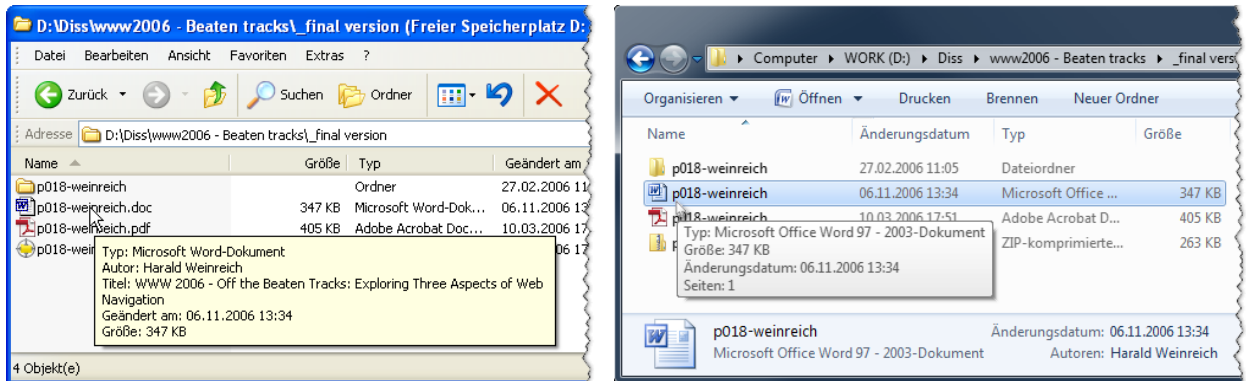 D:\Diss\www2006 - Beaten tracks\_final version (Freier Speicherplatz D:
Datei Bearbeiten Ansicht Favoriten Extras ?
Zurück Suchen Ordner
Adresse D:\Diss\www2006 - Beaten tracks\_final version
Name Größe Typ Geändert am
p018-weinreich Ordner 27.02.2006 11
p018-weinreich.doc 347 KB Microsoft Word-Dok... 06.11.2006 13
p018-weinreich.pdf 405 KB Adobe Acrobat Doc... 10.03.2006 17
Typ: Microsoft Word-Dokument
Autor: Harald Weinreich
Titel: WWW 2006 - Off the Beaten Tracks: Exploring Three Aspects of Web
Navigation
Geändert am: 06.11.2006 13:34
Größe: 347 KB
4 Objekt(e)
Computer WORK (D:) Diss www2006 - Beaten tracks _final vers
Organisieren Öffnen Drucken Brennen Neuer Ordner
Name Änderungsdatum Typ Größe
p018-weinreich 27.02.2006 11:05 Dateiordner
p018-weinreich 06.11.2006 13:34 Microsoft Office ... 347 KB
p018-weinreich 10.03.2006 17:51 Adobe Acrobat D... 405 KB
ZIP-komprimierte... 263 KB
Typ: Microsoft Office Word 97 - 2003-Dokument
Größe: 347 KB
Änderungsdatum: 06.11.2006 13:34
Seiten: 1
p018-weinreich Änderungsdatum: 06.11.2006 13:34
Microsoft Office Word 97 - 2003-Dokument Autoren: Harald Weinreich